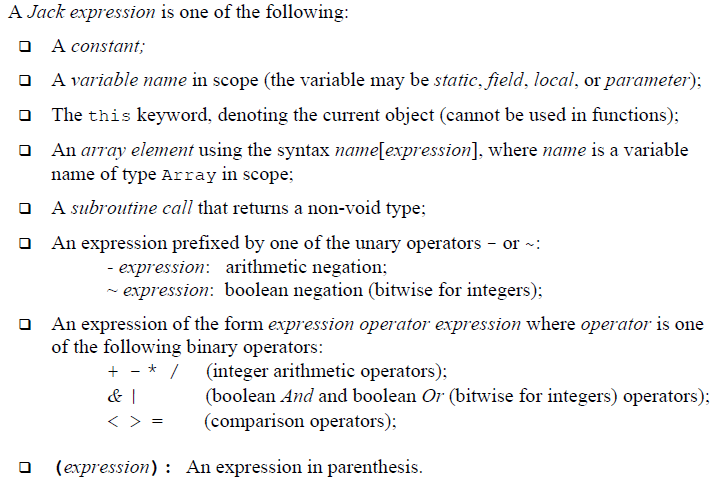 A Jack expression is one of the following:
❑ A constant;
❑ A variable name in scope (the variable may be static, field, local, or parameter);
❑ The this keyword, denoting the current object (cannot be used in functions);
❑ An array element using the syntax name[expression], where name is a variable
name of type Array in scope;
❑ A subroutine call that returns a non-void type;
❑ An expression prefixed by one of the unary operators - or ~:
- expression: arithmetic negation;
~ expression: boolean negation (bitwise for integers);
❑ An expression of the form expression operator expression where operator is one
of the following binary operators:
+ - * / (integer arithmetic operators);
& | (boolean And and boolean Or (bitwise for integers) operators);
< > = (comparison operators);
❑ (expression): An expression in parenthesis.